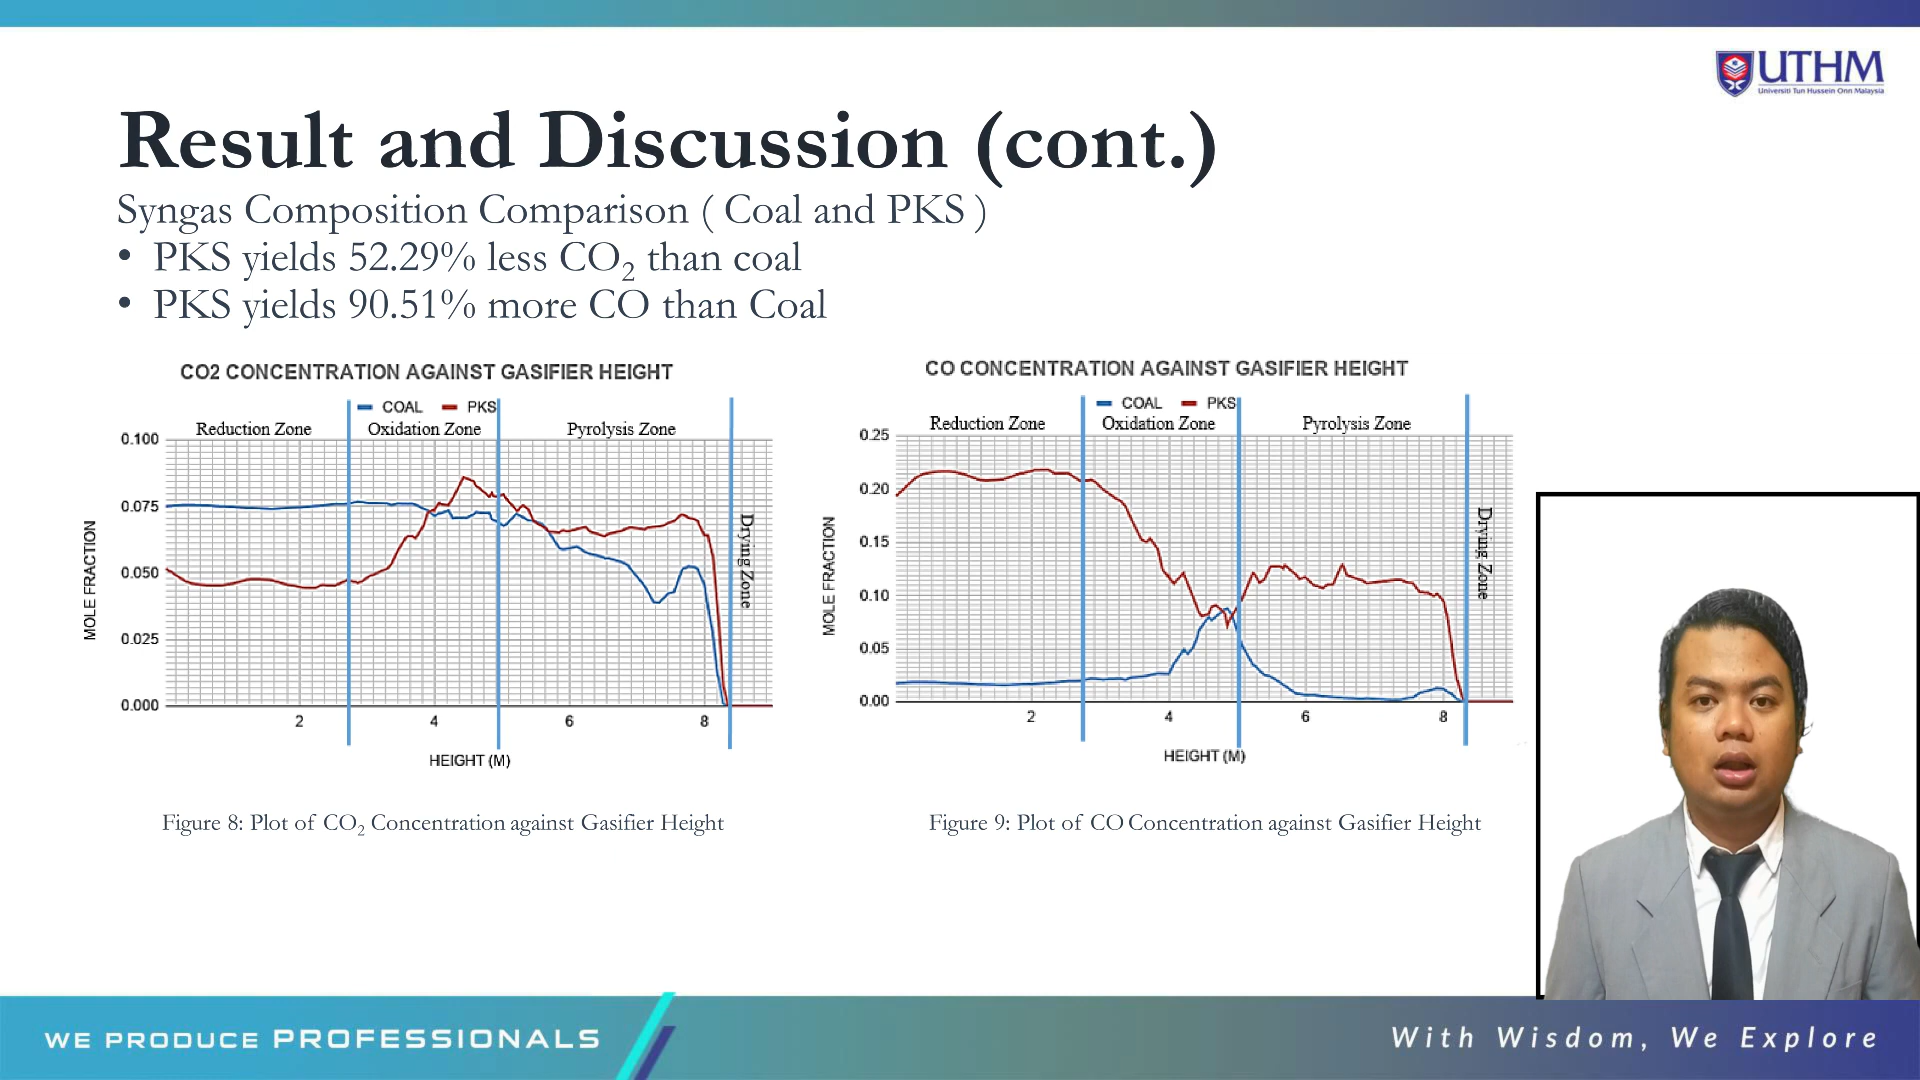 UTHM
Universiti Tun Hussein Onn Malaysia
Result and Discussion (cont.)
Syngas Composition Comparison ( Coal and PKS )
• PKS yields 52.29% less CO₂ than coal
• PKS yields 90.51% more CO than Coal
CO2 CONCENTRATION AGAINST GASIFIER HEIGHT
COAL PKS
Reduction Zone Oxidation Zone Pyrolysis Zone
Drying Zone
MOLE FRACTION
0.100
0.075
0.050
0.025
0.000
2 4 6 8
HEIGHT (M)
Figure 8: Plot of CO₂ Concentration against Gasifier Height
CO CONCENTRATION AGAINST GASIFIER HEIGHT
COAL PKS
Reduction Zone Oxidation Zone Pyrolysis Zone
Drying Zone
MOLE FRACTION
0.25
0.20
0.15
0.10
0.05
0.00
2 4 6 8
HEIGHT (M)
Figure 9: Plot of CO Concentration against Gasifier Height
WE PRODUCE PROFESSIONALS
With Wisdom, We Explore